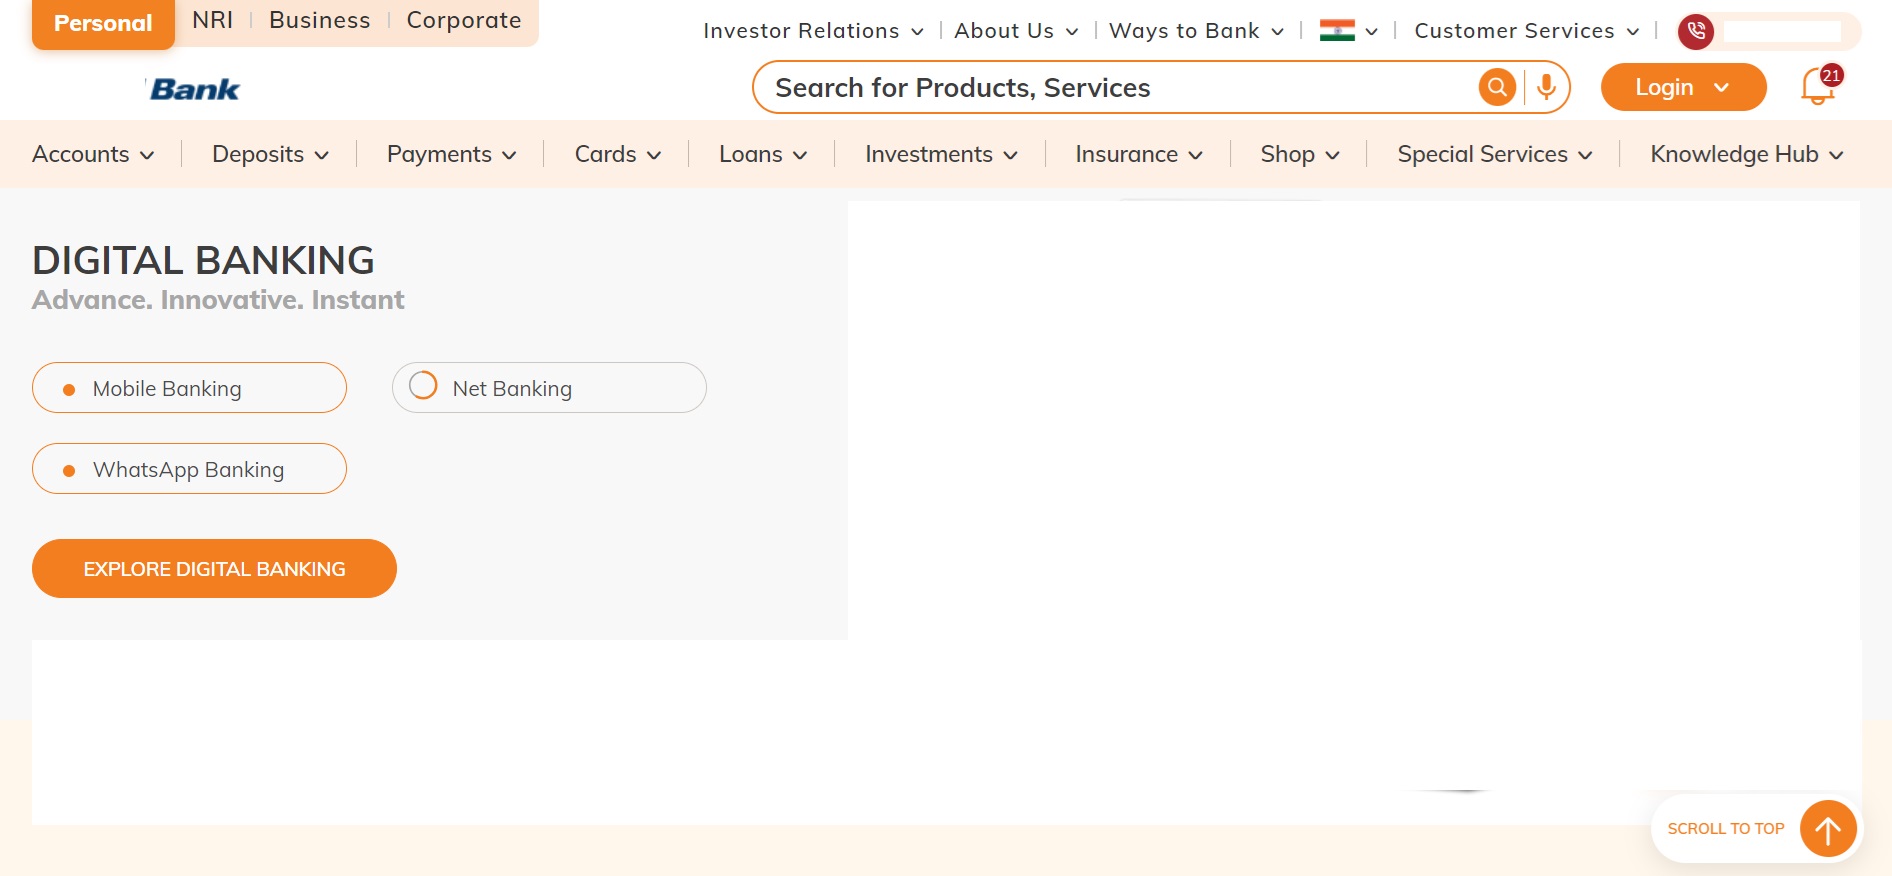 Personal NRI Business Corporate
Investor Relations About Us Ways to Bank Customer Services
Bank
Search for Products, Services
Login
21
Accounts Deposits Payments Cards Loans Investments Insurance Shop Special Services Knowledge Hub
DIGITAL BANKING
Advance. Innovative. Instant
Mobile Banking Net Banking
WhatsApp Banking
EXPLORE DIGITAL BANKING
SCROLL TO TOP